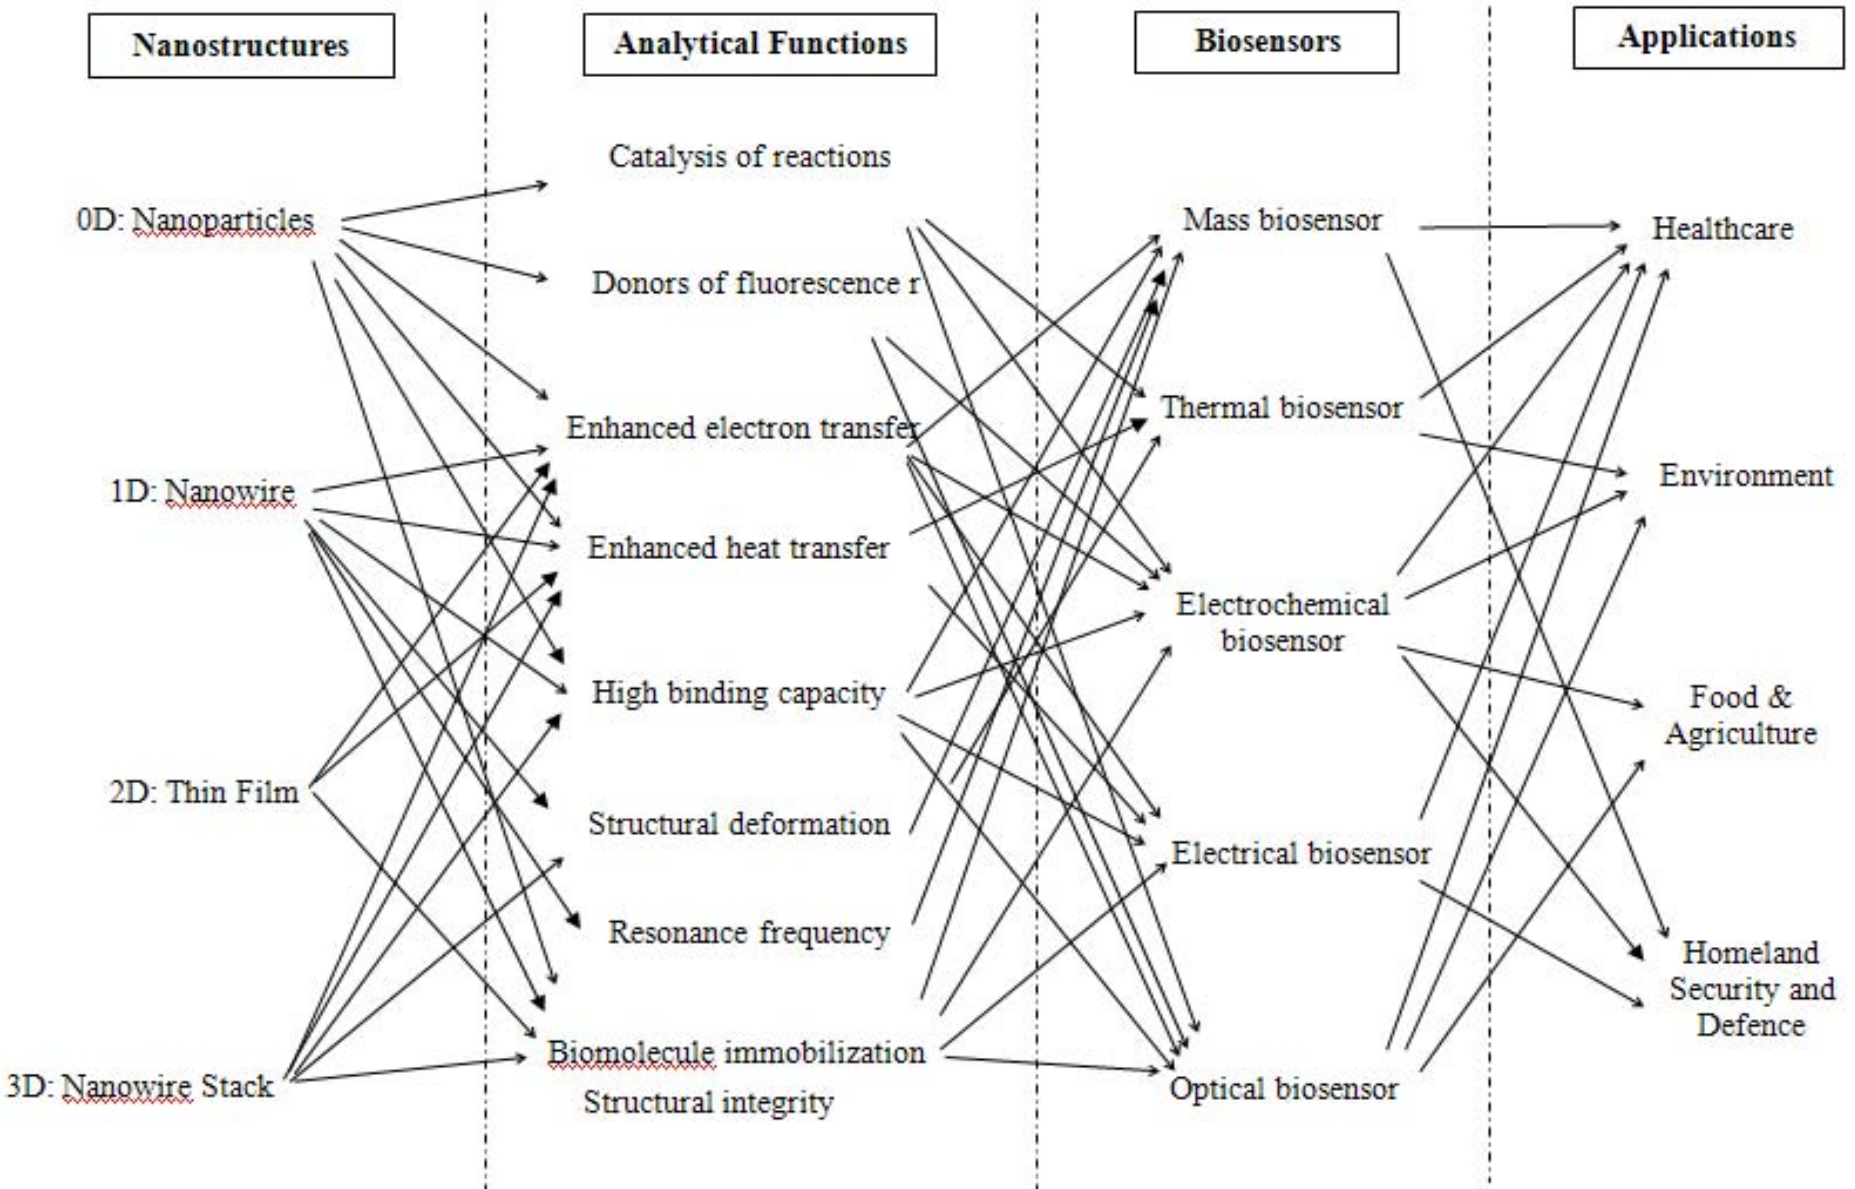 Nanostructures
Analytical Functions
Biosensors
Applications
Catalysis of reactions
0D: Nanoparticles
Donors of fluorescence r
Enhanced electron transfer
1D: Nanowire
Enhanced heat transfer
High binding capacity
2D: Thin Film
Structural deformation
Resonance frequency
3D: Nanowire Stack
Biomolecule immobilization
Structural integrity
Mass biosensor
Thermal biosensor
Electrochemical
biosensor
Electrical biosensor
Optical biosensor
Healthcare
Environment
Food &
Agriculture
Homeland
Security and
Defence